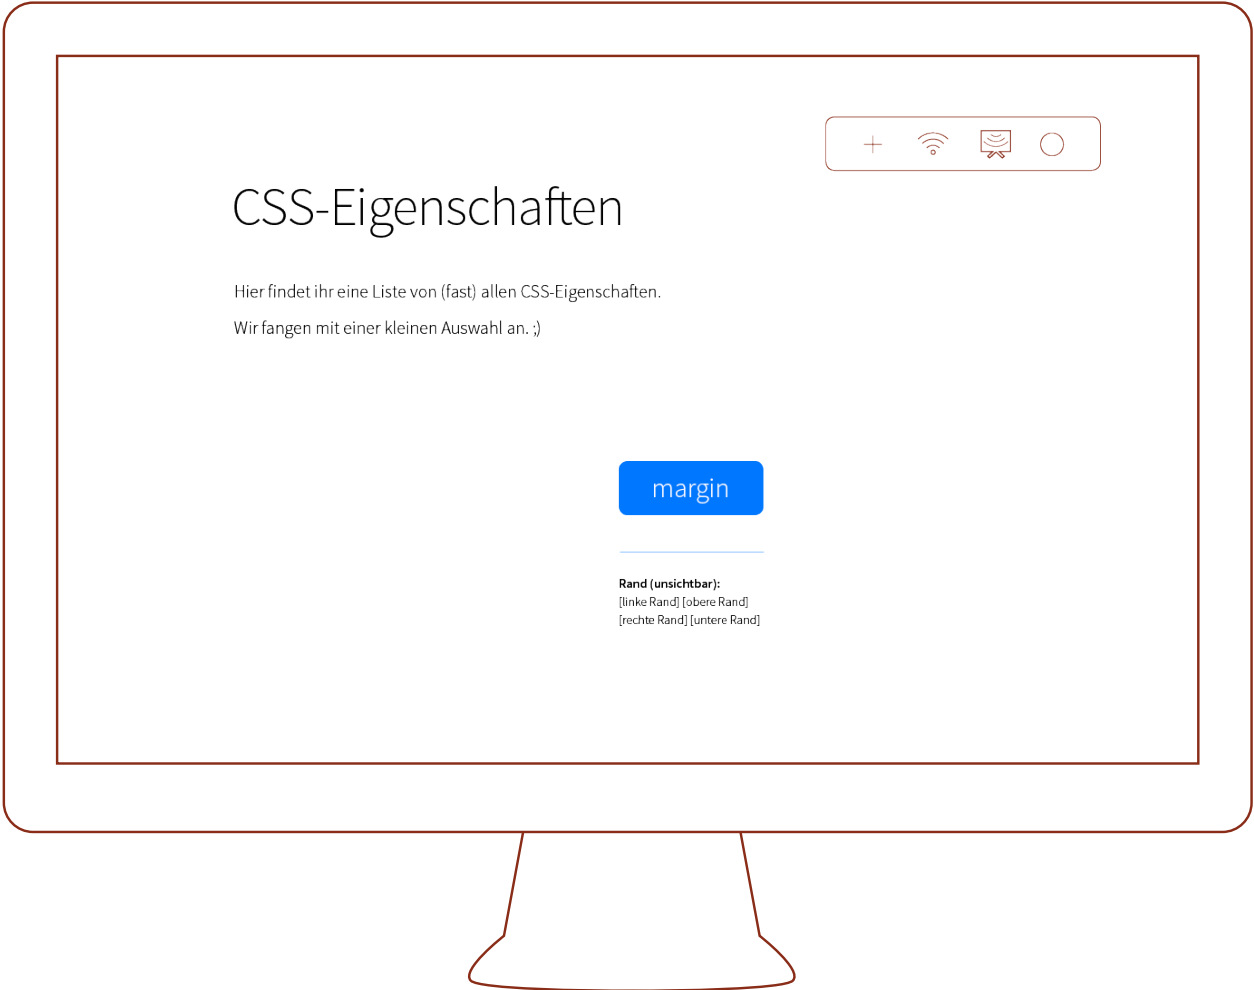 CSS-Eigenschaften
Hier findet ihr eine Liste von (fast) allen CSS-Eigenschaften.
Wir fangen mit einer kleinen Auswahl an. ;)
margin
Rand (unsichtbar):
[linke Rand] [obere Rand]
[rechte Rand] [untere Rand]